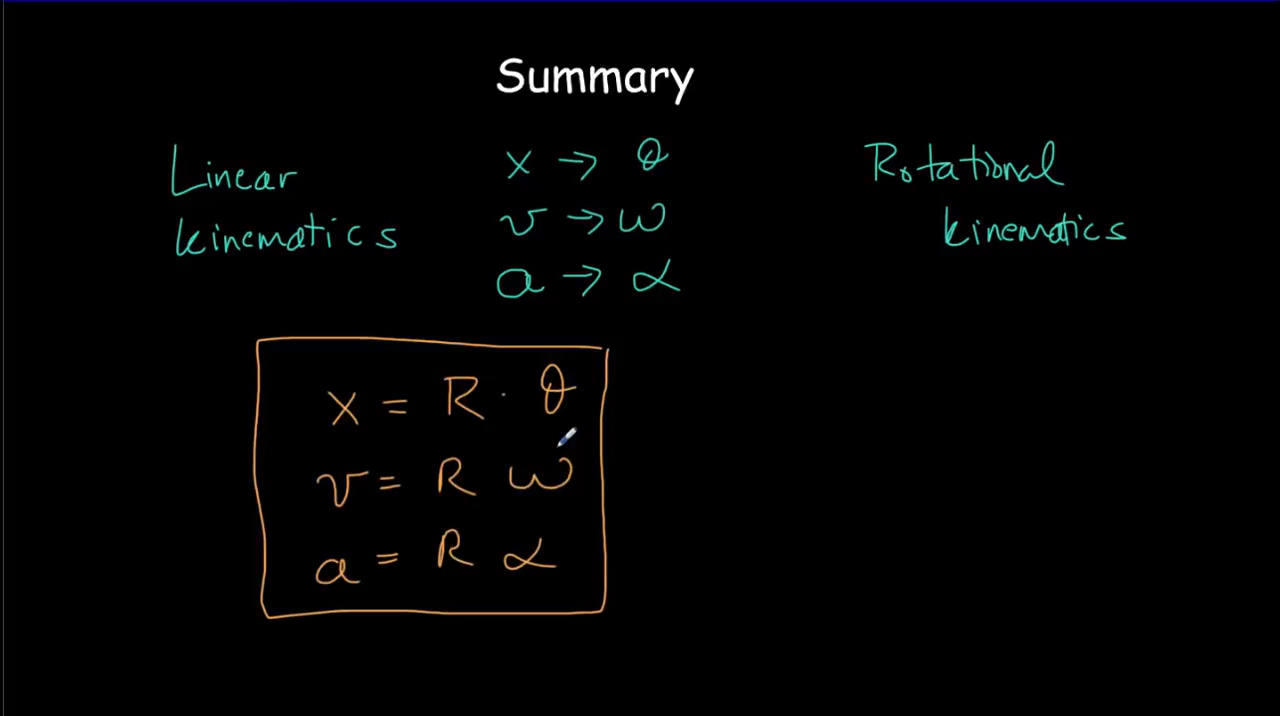 Summary
Linear
kinematics
x → θ
v → ω
a → α
Rotational
kinematics
x = R · θ
v = R ω
a = R α